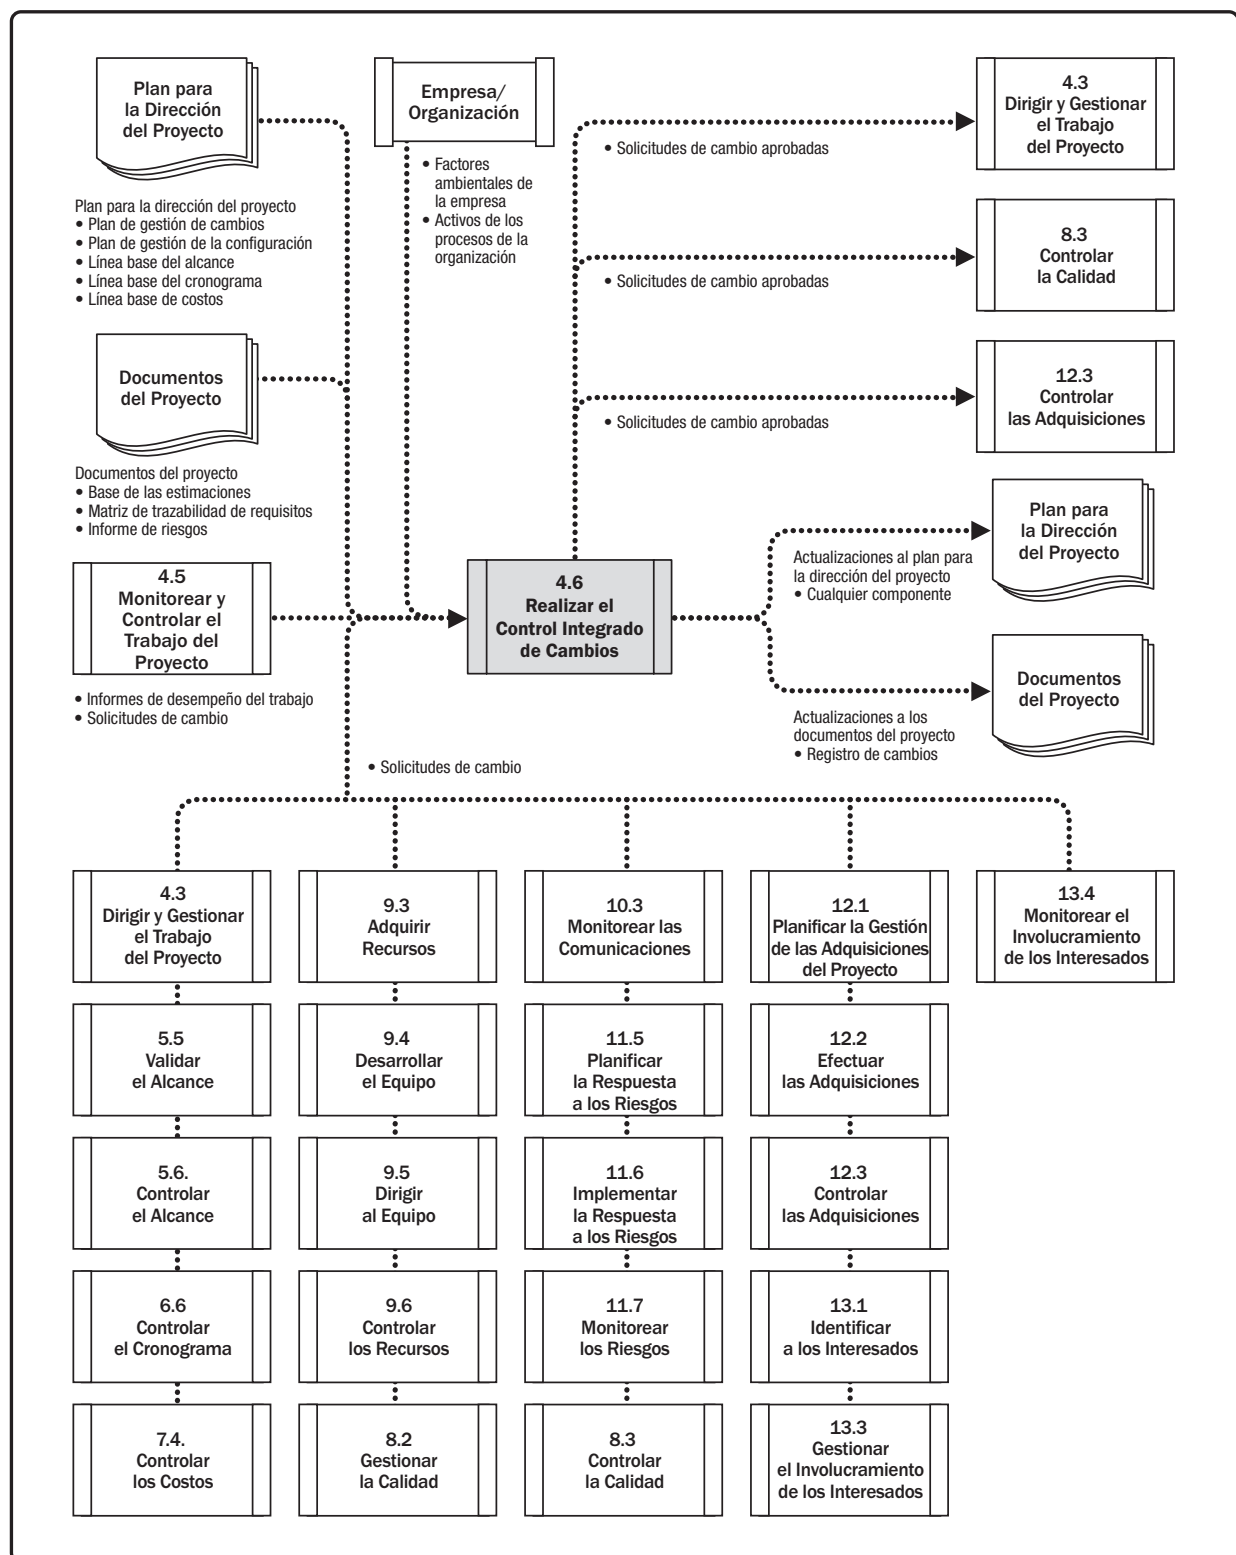 Plan para
la Dirección
del Proyecto
Plan para la dirección del proyecto
• Plan de gestión de cambios
• Plan de gestión de la configuración
• Línea base del alcance
• Línea base del cronograma
• Línea base de costos
Empresa/
Organización
• Factores
ambientales de
la empresa
• Activos de los
procesos de la
organización
• Solicitudes de cambio aprobadas
4.3
Dirigir y Gestionar
el Trabajo
del Proyecto
• Solicitudes de cambio aprobadas
8.3
Controlar
la Calidad
• Solicitudes de cambio aprobadas
12.3
Controlar
las Adquisiciones
Documentos
del Proyecto
Documentos del proyecto
• Base de las estimaciones
• Matriz de trazabilidad de requisitos
• Informe de riesgos
4.5
Monitorear y
Controlar el
Trabajo del
Proyecto
• Informes de desempeño del trabajo
• Solicitudes de cambio
4.6
Realizar el
Control Integrado
de Cambios
Actualizaciones al plan para
la dirección del proyecto
• Cualquier componente
Plan para
la Dirección
del Proyecto
Actualizaciones a los
documentos del proyecto
• Registro de cambios
Documentos
del Proyecto
• Solicitudes de cambio
4.3
Dirigir y Gestionar
el Trabajo
del Proyecto
9.3
Adquirir
Recursos
10.3
Monitorear las
Comunicaciones
12.1
Planificar la Gestión
de las Adquisiciones
del Proyecto
13.4
Monitorear el
Involucramiento
de los Interesados
5.5
Validar
el Alcance
9.4
Desarrollar
el Equipo
11.5
Planificar
la Respuesta
a los Riesgos
12.2
Efectuar
las Adquisiciones
5.6.
Controlar
el Alcance
9.5
Dirigir
al Equipo
11.6
Implementar
la Respuesta
a los Riesgos
12.3
Controlar
las Adquisiciones
6.6
Controlar
el Cronograma
9.6
Controlar
los Recursos
11.7
Monitorear
los Riesgos
13.1
Identificar
a los Interesados
7.4.
Controlar
los Costos
8.2
Gestionar
la Calidad
8.3
Controlar
la Calidad
13.3
Gestionar
el Involucramiento
de los Interesados